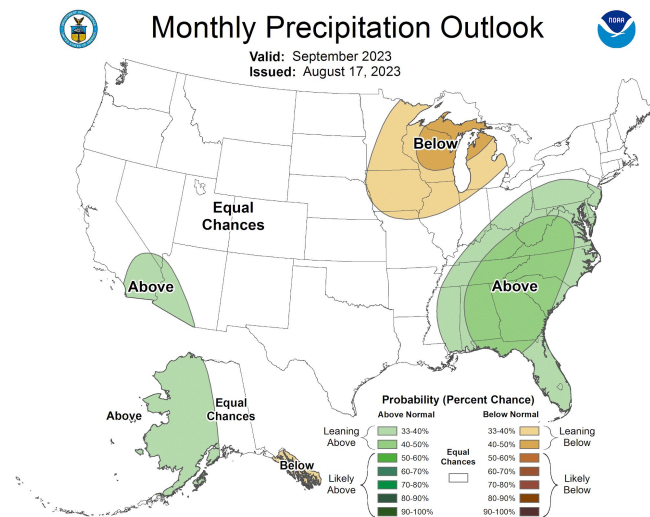 Monthly Precipitation Outlook
NOAA
Valid: September 2023
Issued: August 17, 2023
Below
Equal
Chances
Above
Above
Above
Equal
Chances
Below
Probability (Percent Chance)
Above Normal
Below Normal
Leaning
Above
33-40%
40-50%
Likely
Above
50-60%
60-70%
70-80%
80-90%
90-100%
Equal
Chances
33-40%
40-50%
Leaning
Below
50-60%
60-70%
70-80%
80-90%
90-100%
Likely
Below